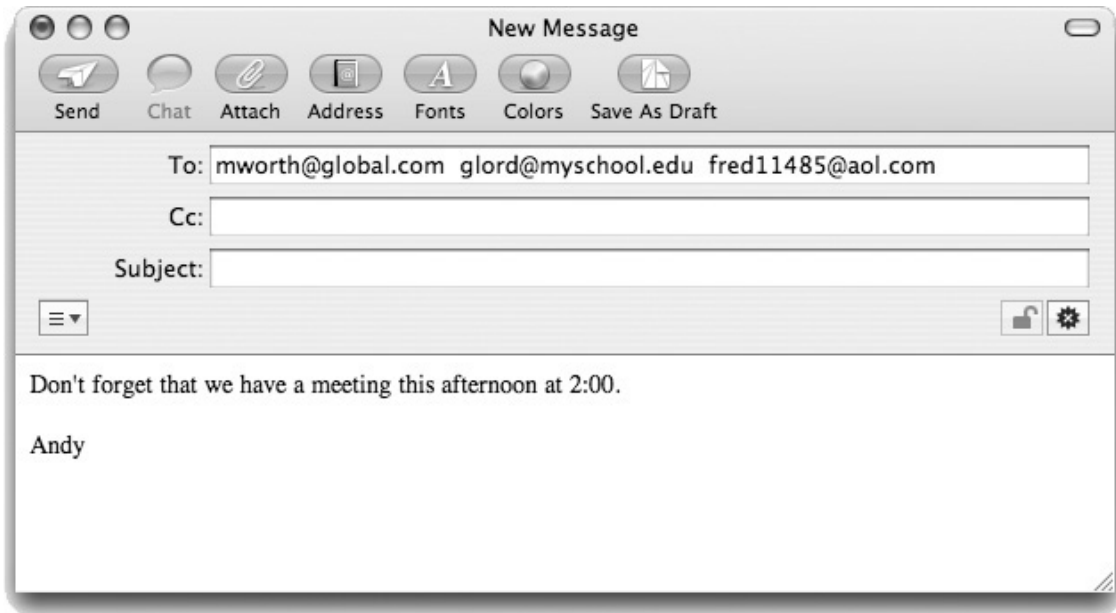 New Message
Send Chat Attach Address Fonts Colors Save As Draft
To: mworth@global.com glord@myschool.edu fred11485@aol.com
Cc:
Subject:
Don't forget that we have a meeting this afternoon at 2:00.
Andy